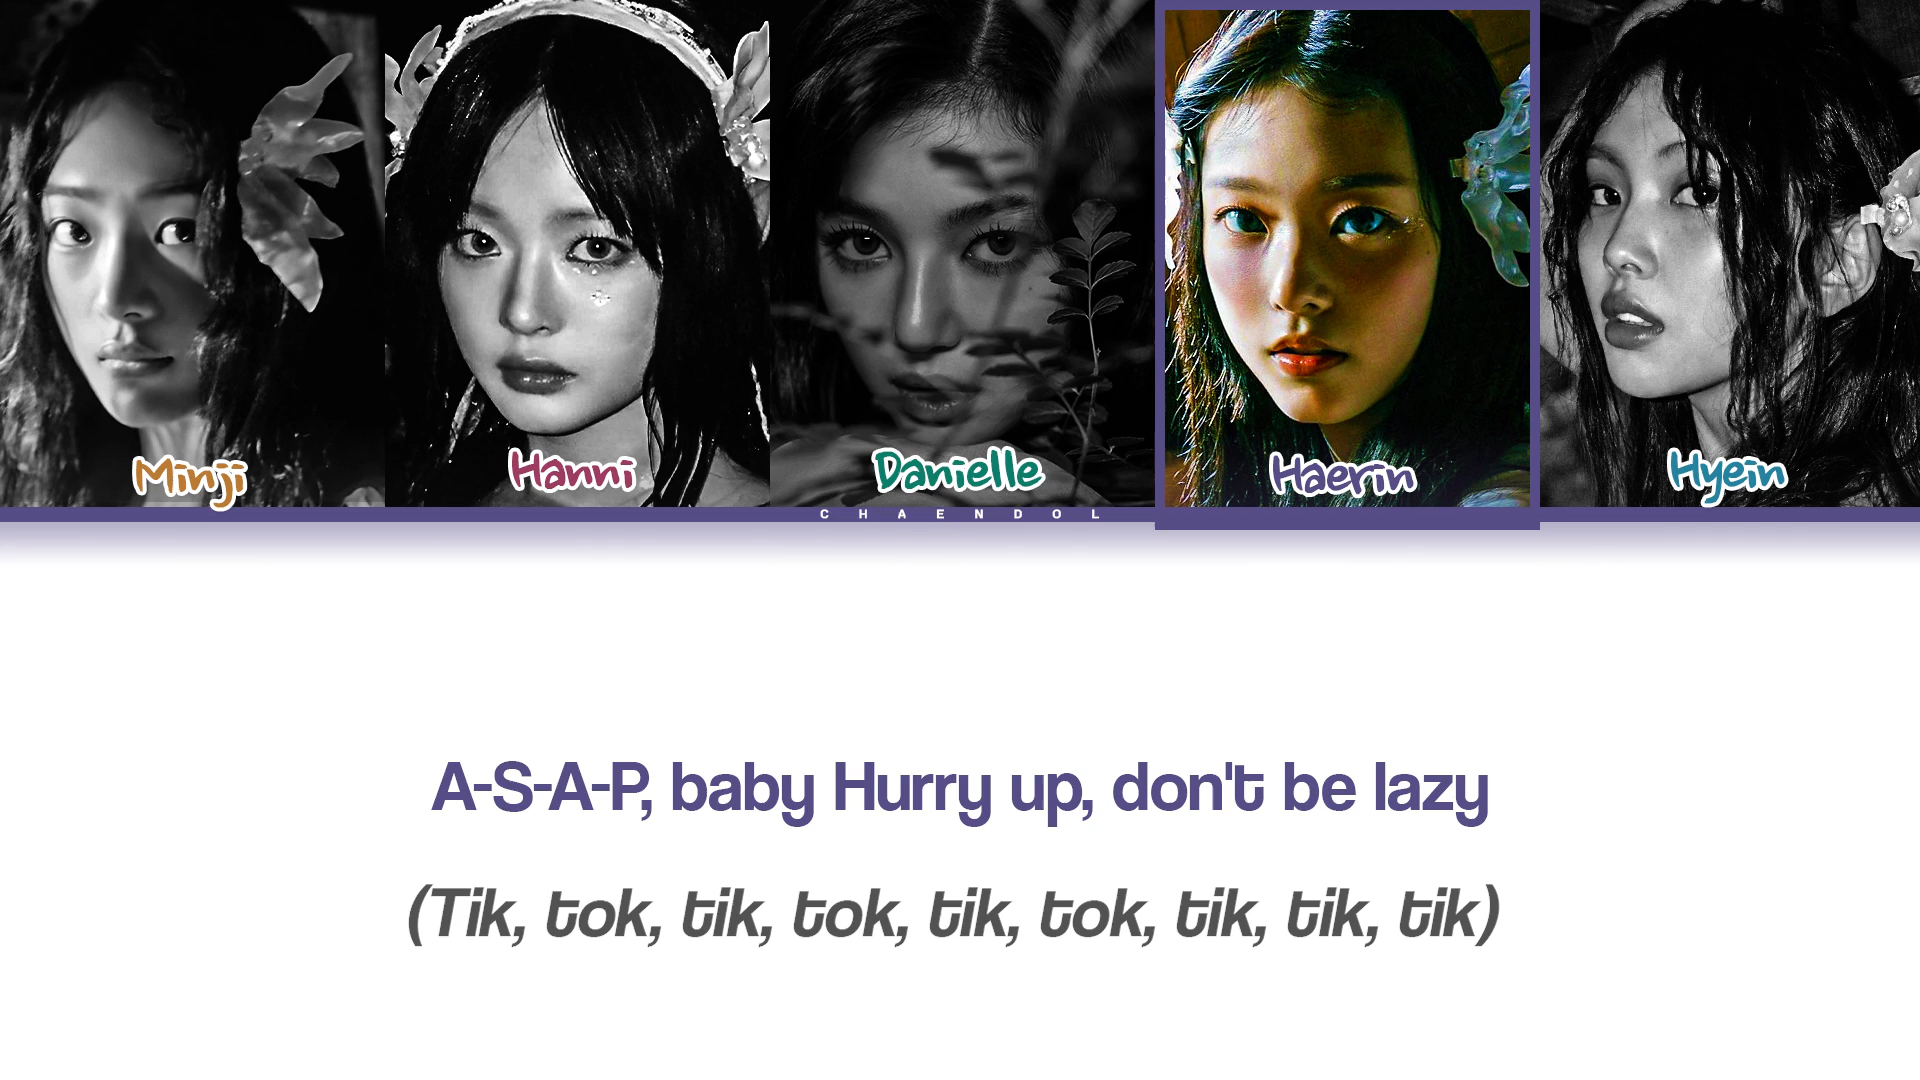 Minji
Hanni
Danielle
Haerin
Hyein
CHAENDOL
A-S-A-P, baby Hurry up, don't be lazy
(Tik, tok, tik, tok, tik, tok, tik, tik, tik)